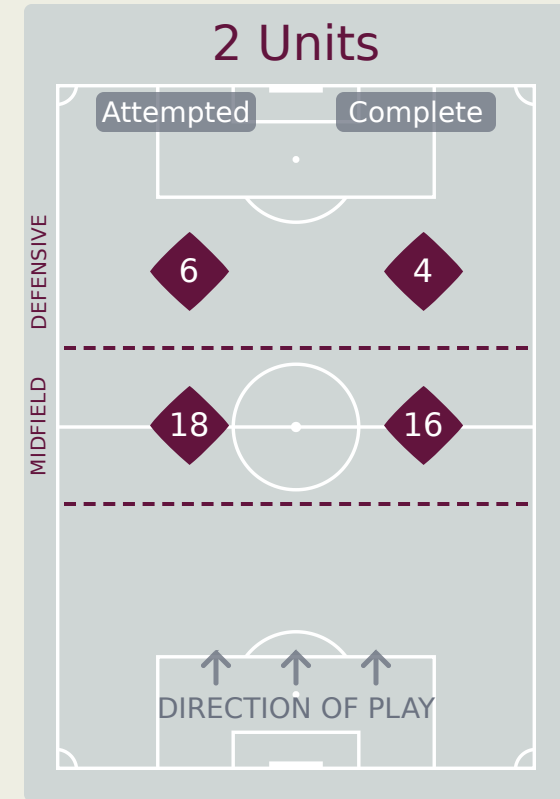 2 Units
Attempted Complete
DEFENSIVE
6 4
MIDFIELD
18 16
DIRECTION OF PLAY